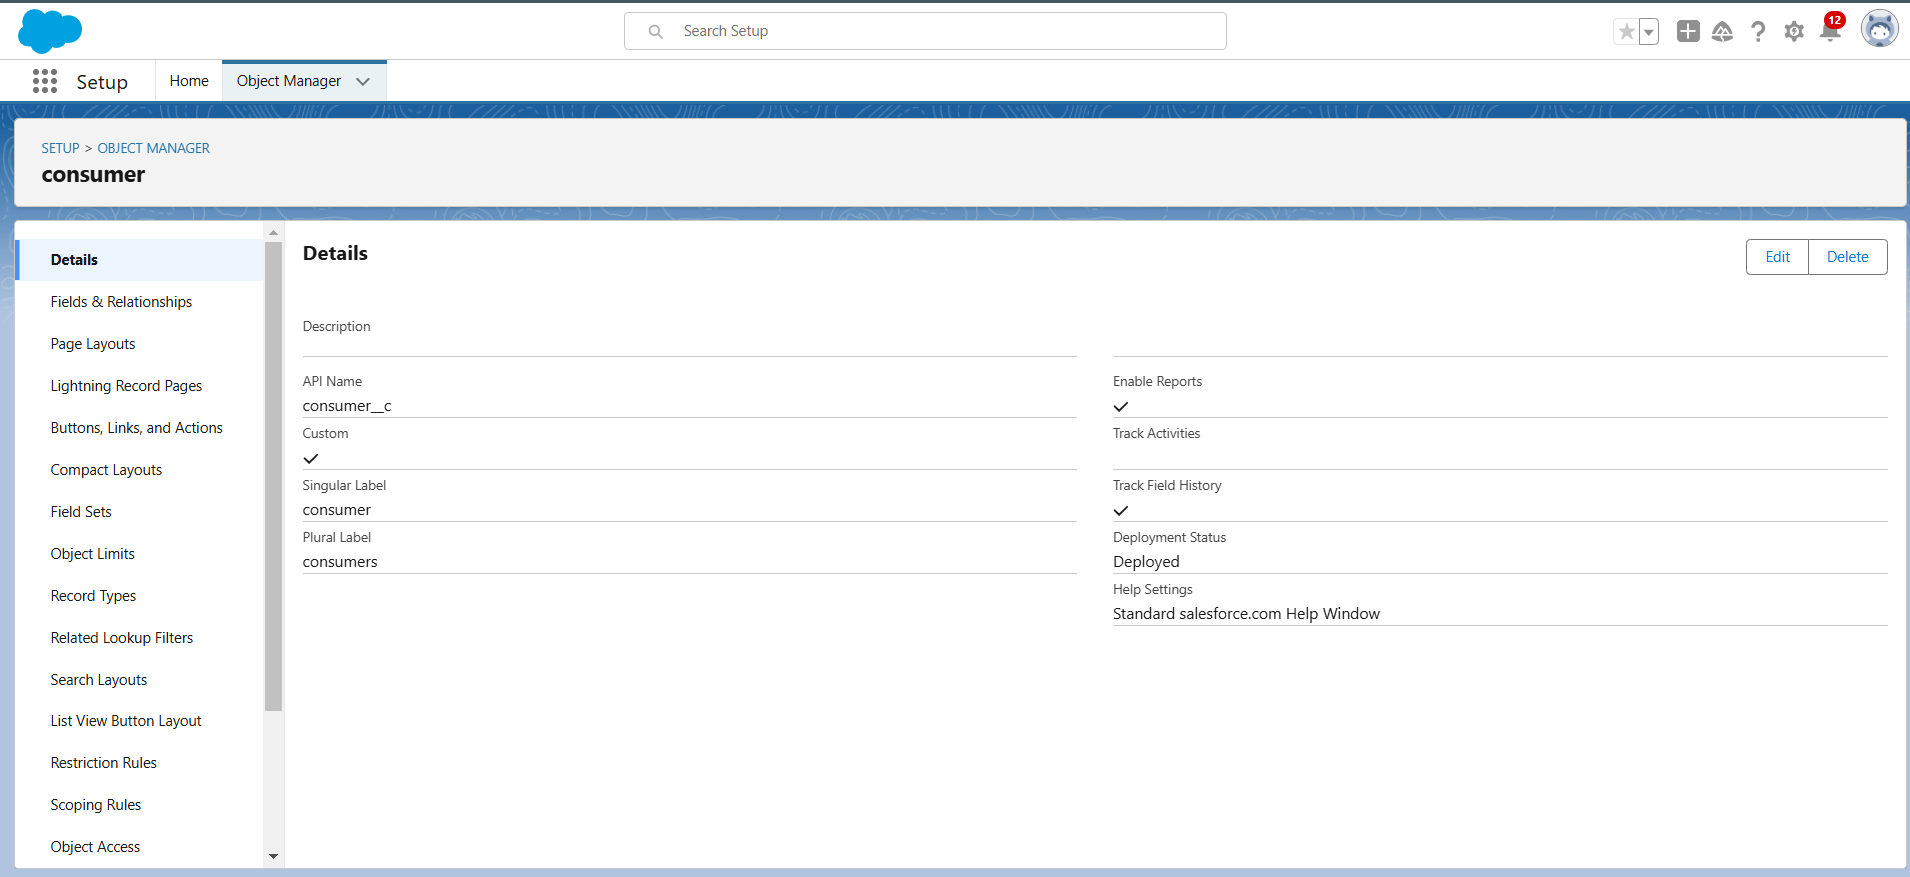 Search Setup
12
Setup
Home
Object Manager
SETUP > OBJECT MANAGER
consumer
Details
Fields & Relationships
Page Layouts
Lightning Record Pages
Buttons, Links, and Actions
Compact Layouts
Field Sets
Object Limits
Record Types
Related Lookup Filters
Search Layouts
List View Button Layout
Restriction Rules
Scoping Rules
Object Access
Details
Edit
Delete
Description
API Name
consumer__c
Custom
Singular Label
consumer
Plural Label
consumers
Enable Reports
Track Activities
Track Field History
Deployment Status
Deployed
Help Settings
Standard salesforce.com Help Window